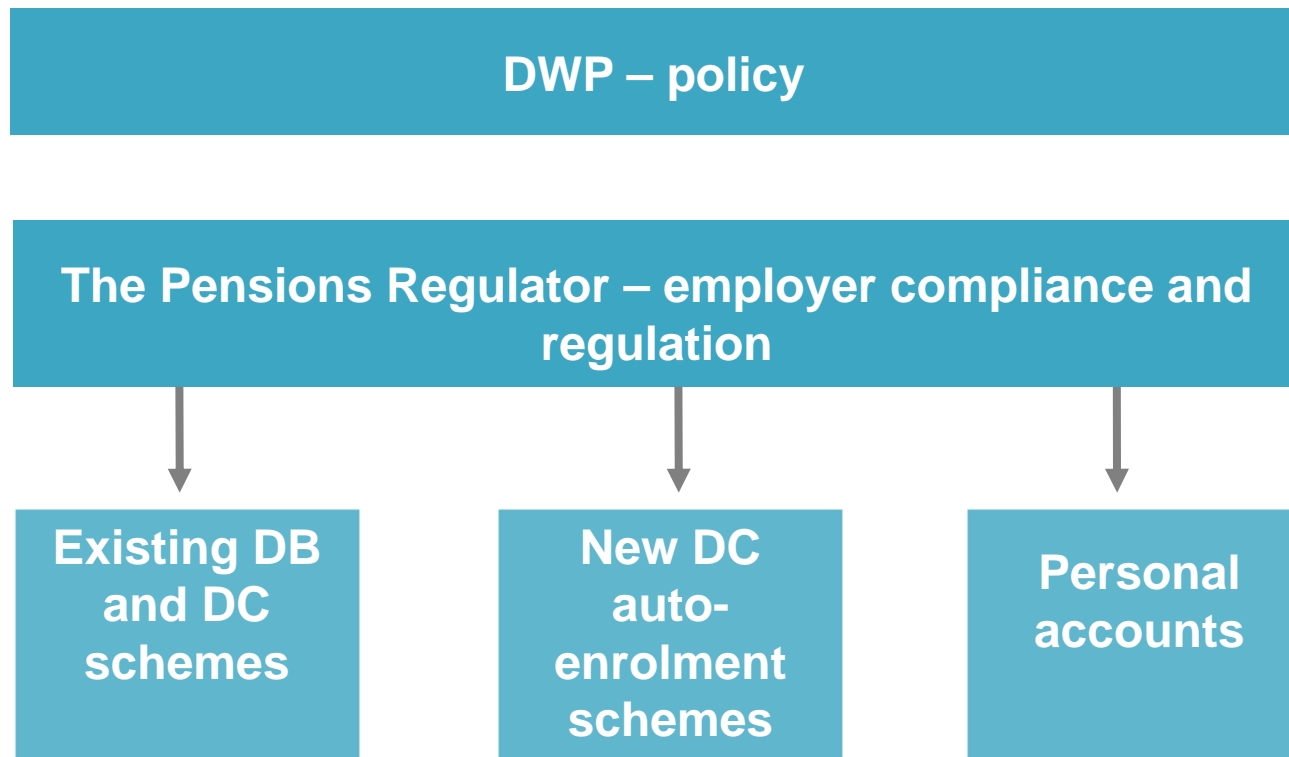 DWP – policy
The Pensions Regulator – employer compliance and
regulation
Existing DB
and DC
schemes
New DC
auto-
enrolment
schemes
Personal
accounts